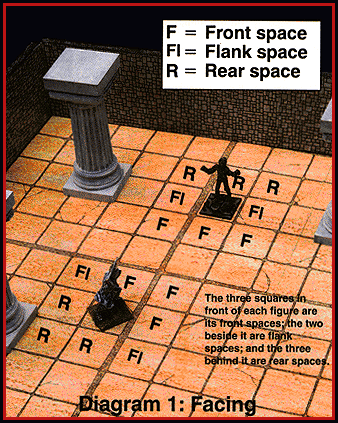 F = Front space
Fl = Flank space
R = Rear space
R R R
Fl Fl
F F F
Fl F F
R F
R R Fl
The three squares in
front of each figure are
its front spaces; the two
beside it are flank
spaces; and the three
behind it are rear spaces.
Diagram 1: Facing